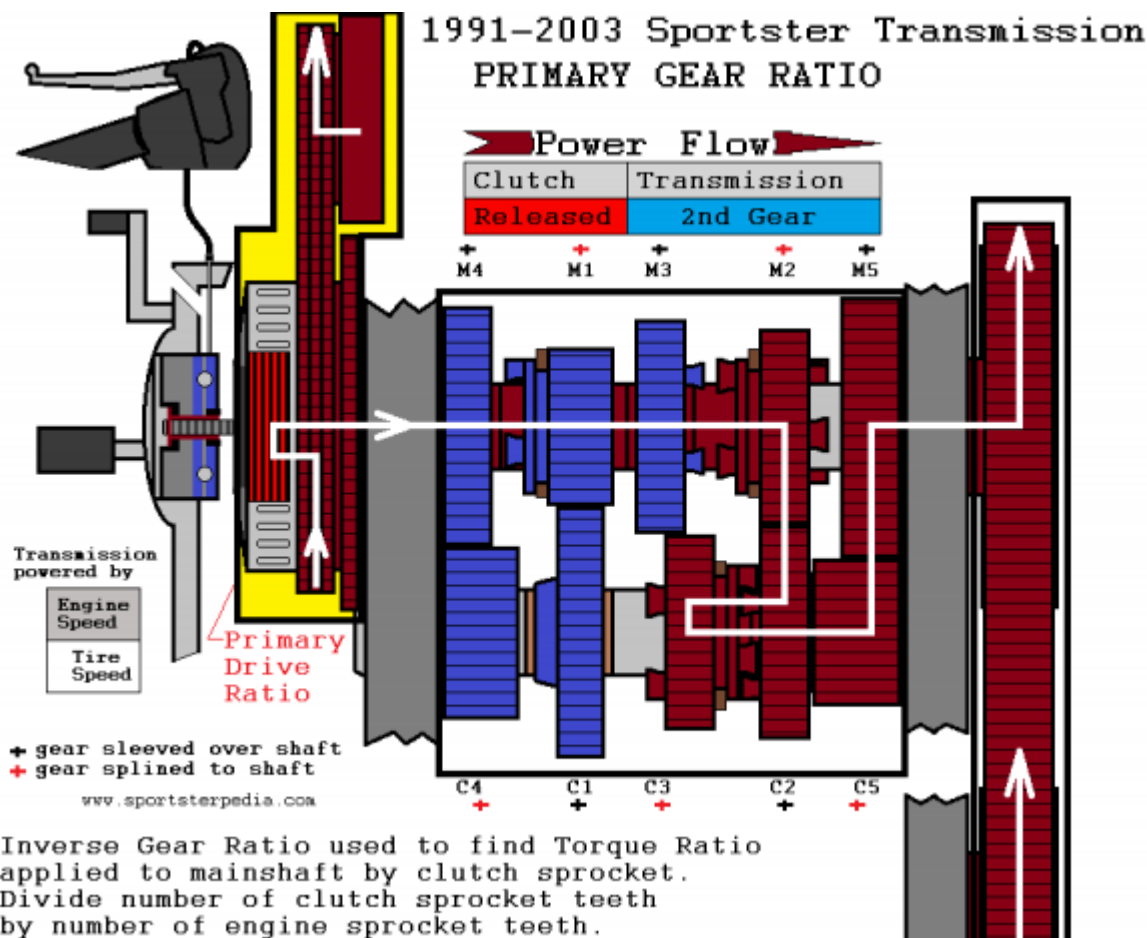 1991-2003 Sportster Transmission
PRIMARY GEAR RATIO
Power Flow
Clutch Transmission
Released 2nd Gear
+ + + + +
M4 M1 M3 M2 M5
Transmission
powered by
Engine
Speed
Tire
Speed
Primary
Drive
Ratio
+ gear sleeved over shaft
+ gear splined to shaft
www.sportsterpedia.com
C4 C1 C3 C2 C5
+ + + + +
Inverse Gear Ratio used to find Torque Ratio
applied to mainshaft by clutch sprocket.
Divide number of clutch sprocket teeth
by number of engine sprocket teeth.